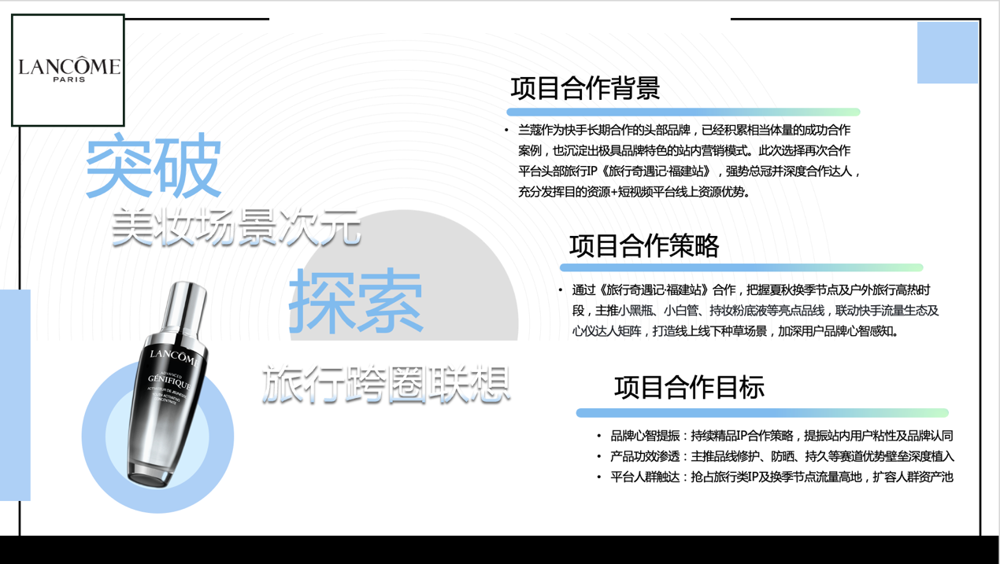 LANCÔME
PARIS
突破
美妆场景次元
探索
旅行跨圈联想
LANCÔME
ADVANCED
GÉNIFIQUE
ACTIVATEUR DE JEUNESSE
YOUTH ACTIVATING
CONCENTRATE
项目合作背景
• 兰蔻作为快手长期合作的头部品牌，已经积累相当体量的成功合作
案例，也沉淀出极具品牌特色的站内营销模式。此次选择再次合作
平台头部旅行IP《旅行奇遇记·福建站》，强势总冠并深度合作达人，
充分发挥目的资源+短视频平台线上资源优势。
项目合作策略
• 通过《旅行奇遇记·福建站》合作，把握夏秋换季节点及户外旅行高热时
段，主推小黑瓶、小白管、持妆粉底液等亮点品线，联动快手流量生态及
心仪达人矩阵，打造线上线下种草场景，加深用户品牌心智感知。
项目合作目标
• 品牌心智提振：持续精品IP合作策略，提振站内用户粘性及品牌认同
• 产品功效渗透：主推品线修护、防晒、持久等赛道优势壁垒深度植入
• 平台人群触达：抢占旅行类IP及换季节点流量高地，扩容人群资产池